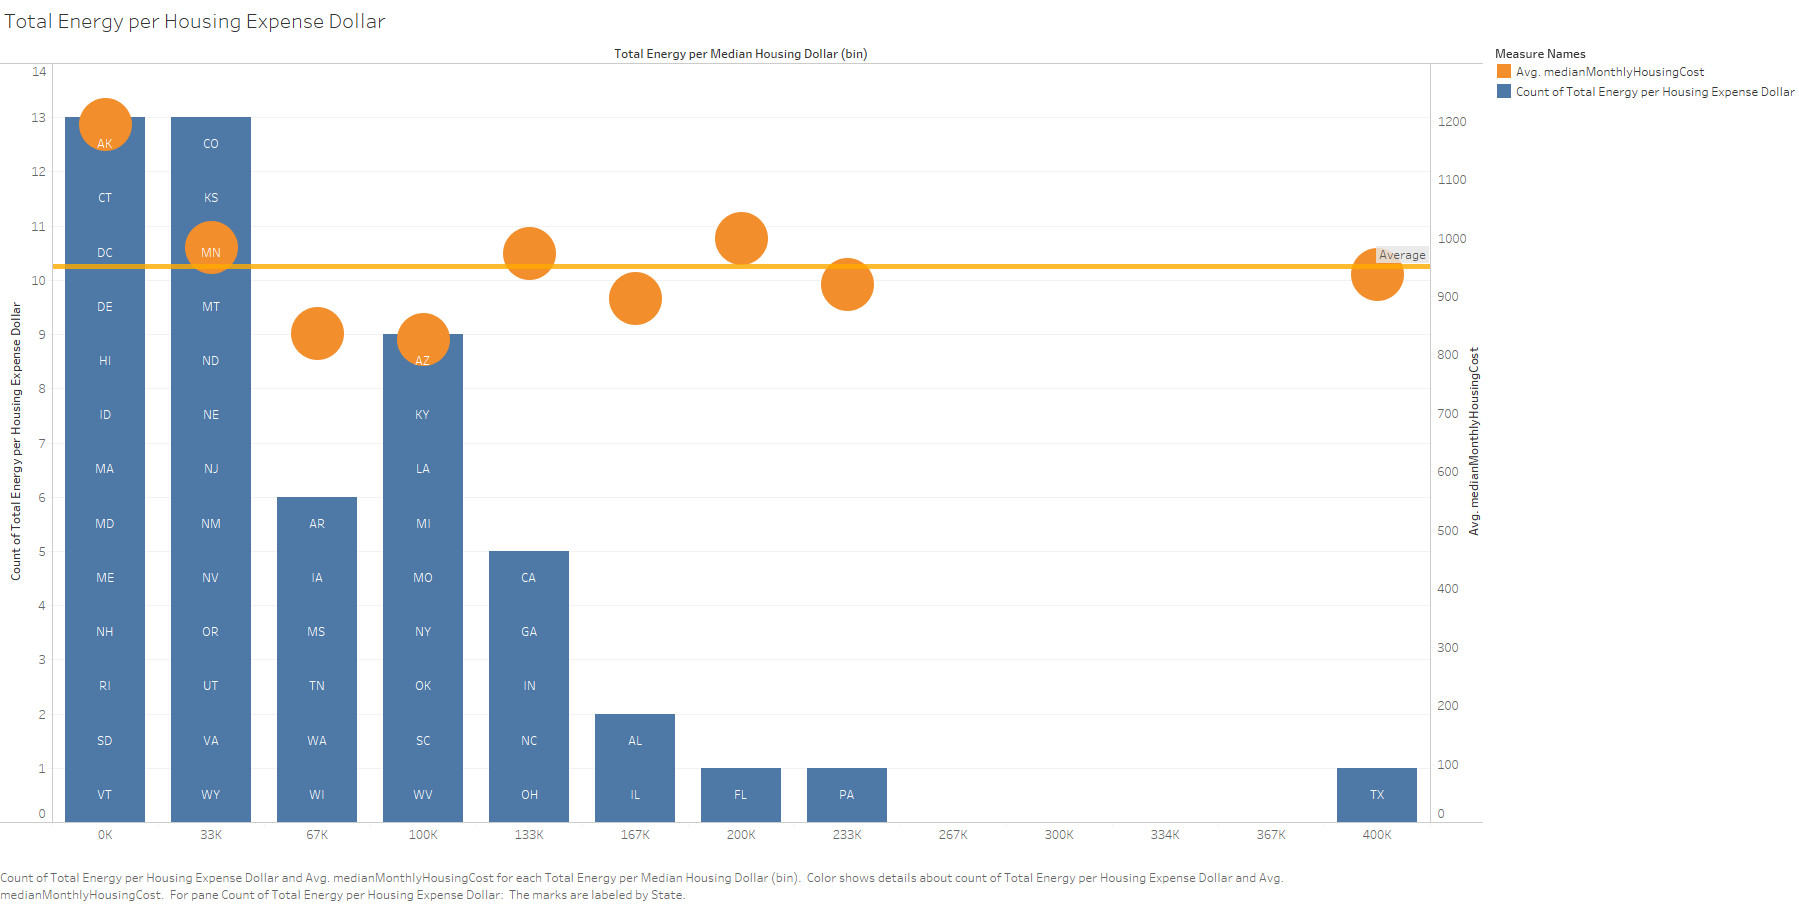 Total Energy per Housing Expense Dollar
Total Energy per Median Housing Dollar (bin)
Measure Names
Avg. medianMonthlyHousingCost
Count of Total Energy per Housing Expense Dollar
Count of Total Energy per Housing Expense Dollar
14
13
12
11
10
9
8
7
6
5
4
3
2
1
0
AK
CT
DC
DE
HI
ID
MA
MD
ME
NH
RI
SD
VT
CO
KS
MN
MT
ND
NE
NJ
NM
NV
OR
UT
VA
WY
AR
IA
MS
TN
WA
WI
AZ
KY
LA
MI
MO
NY
OK
SC
WV
CA
GA
IN
NC
OH
AL
IL
FL
PA
TX
Average
1200
1100
1000
900
800
700
600
500
400
300
200
100
0
Avg. medianMonthlyHousingCost
0K 33K 67K 100K 133K 167K 200K 233K 267K 300K 334K 367K 400K
Count of Total Energy per Housing Expense Dollar and Avg. medianMonthlyHousingCost for each Total Energy per Median Housing Dollar (bin).  Color shows details about count of Total Energy per Housing Expense Dollar and Avg.
medianMonthlyHousingCost.  For pane Count of Total Energy per Housing Expense Dollar:  The marks are labeled by State.